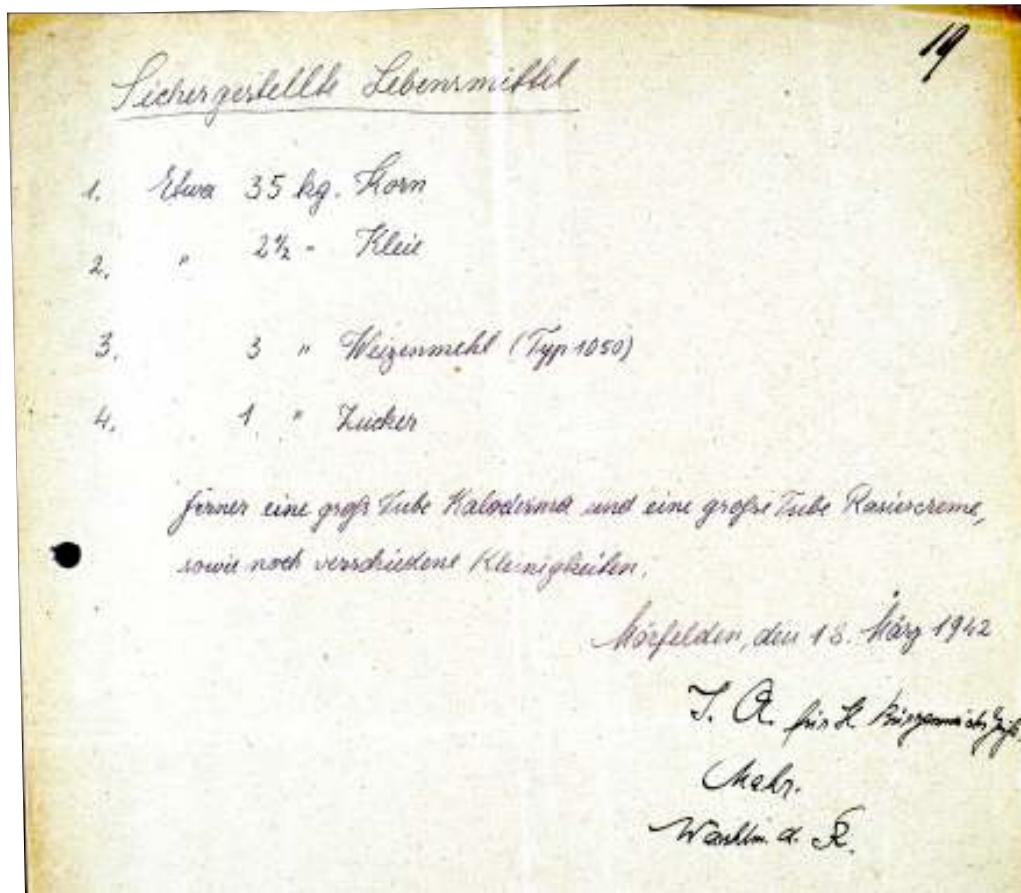 19
Sichergestellte Lebensmittel
1. Etwa 35 kg. Korn
2. " 2½ " Kleie
3. 3 " Weizenmehl (Typ 1050)
4. 1 " Zucker
ferner eine große Tube Kaloderma und eine große Tube Rasiercreme,
sowie noch verschiedene Kleinigkeiten.
Mörfelden, den 18. März 1942
I. A. für H. Bürgermeister
Mahr.
d. R.